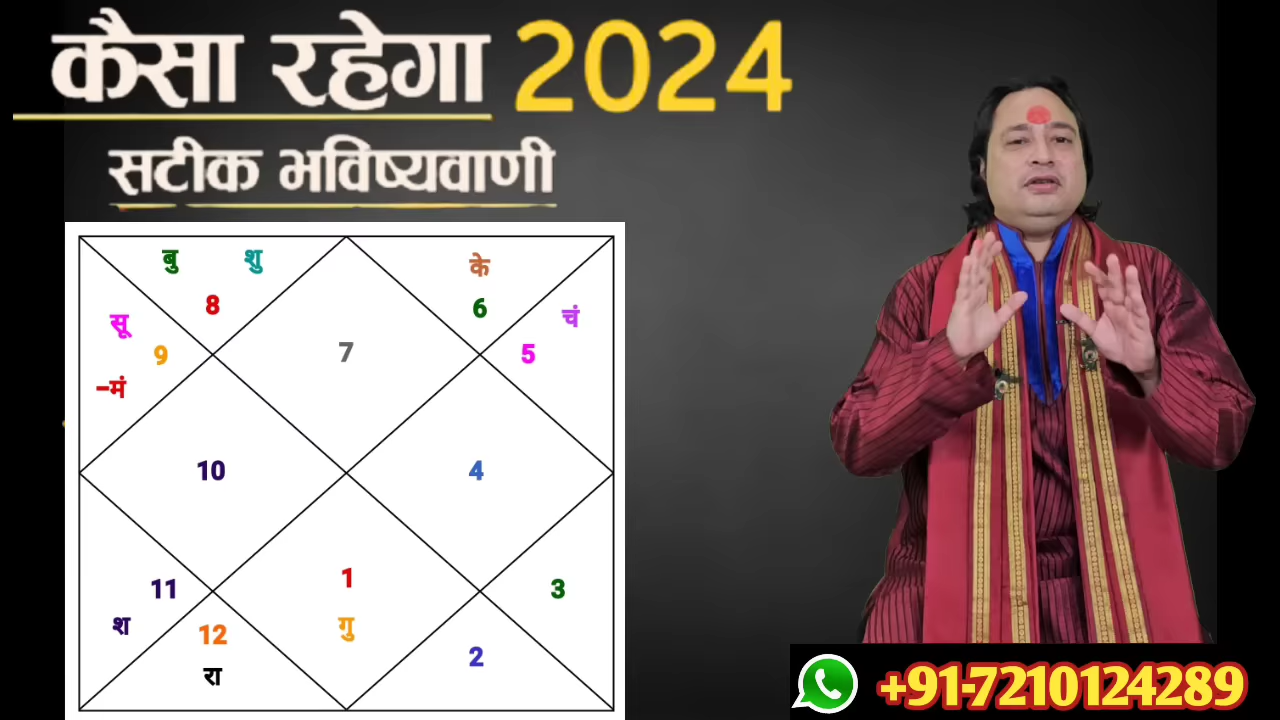 कैसा रहेगा 2024
सटीक भविष्यवाणी
बु शु
के
8
6
सू
चं
9
7
5
–मं
10
4
11
1
3
श
12
गु
2
रा
+91-7210124289